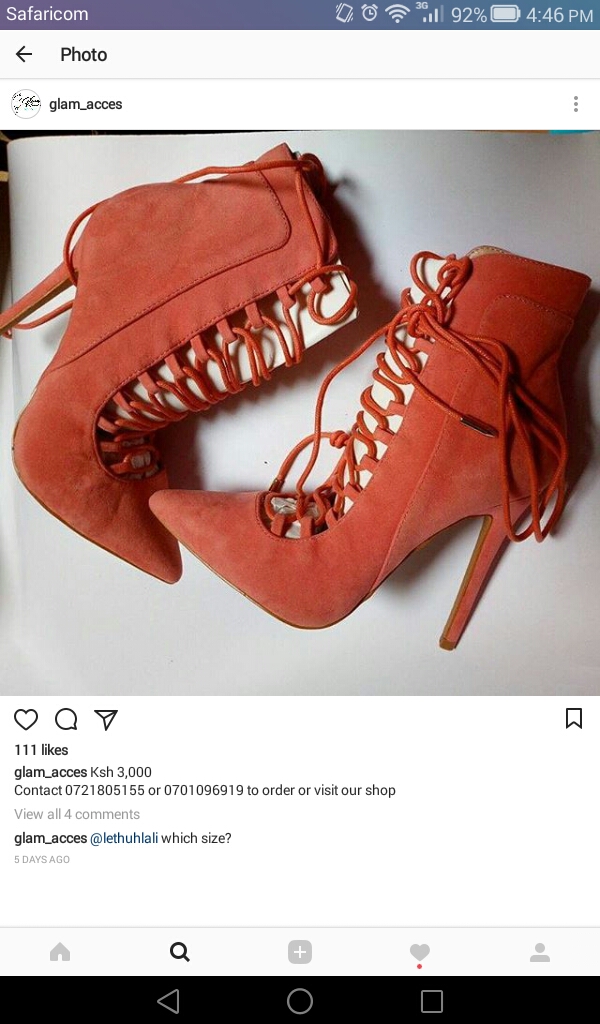 Safaricom 3G 92% 4:46 PM
Photo
glam_acces
111 likes
glam_acces Ksh 3,000
Contact 0721805155 or 0701096919 to order or visit our shop
View all 4 comments
glam_acces @lethuhlali which size?
5 DAYS AGO